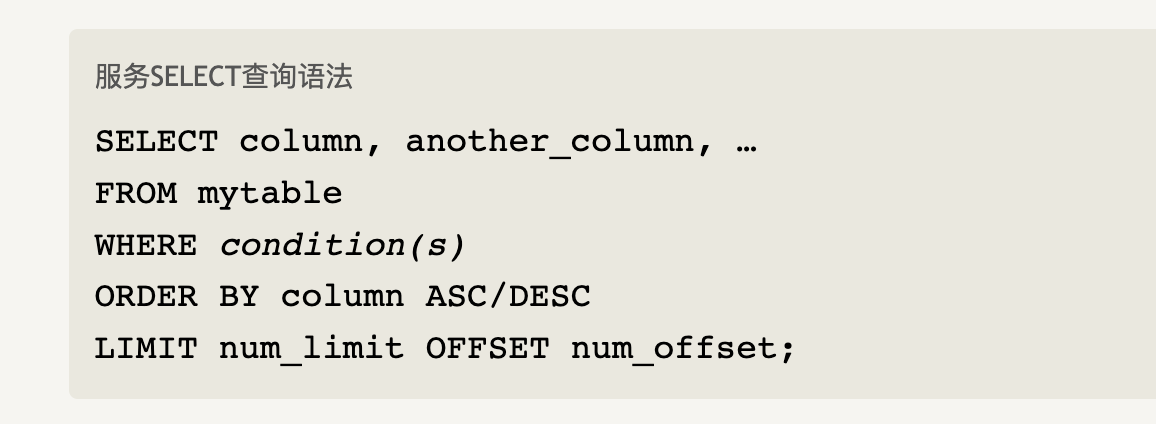 服务SELECT查询语法
SELECT column, another_column, …
FROM mytable
WHERE condition(s)
ORDER BY column ASC/DESC
LIMIT num_limit OFFSET num_offset;